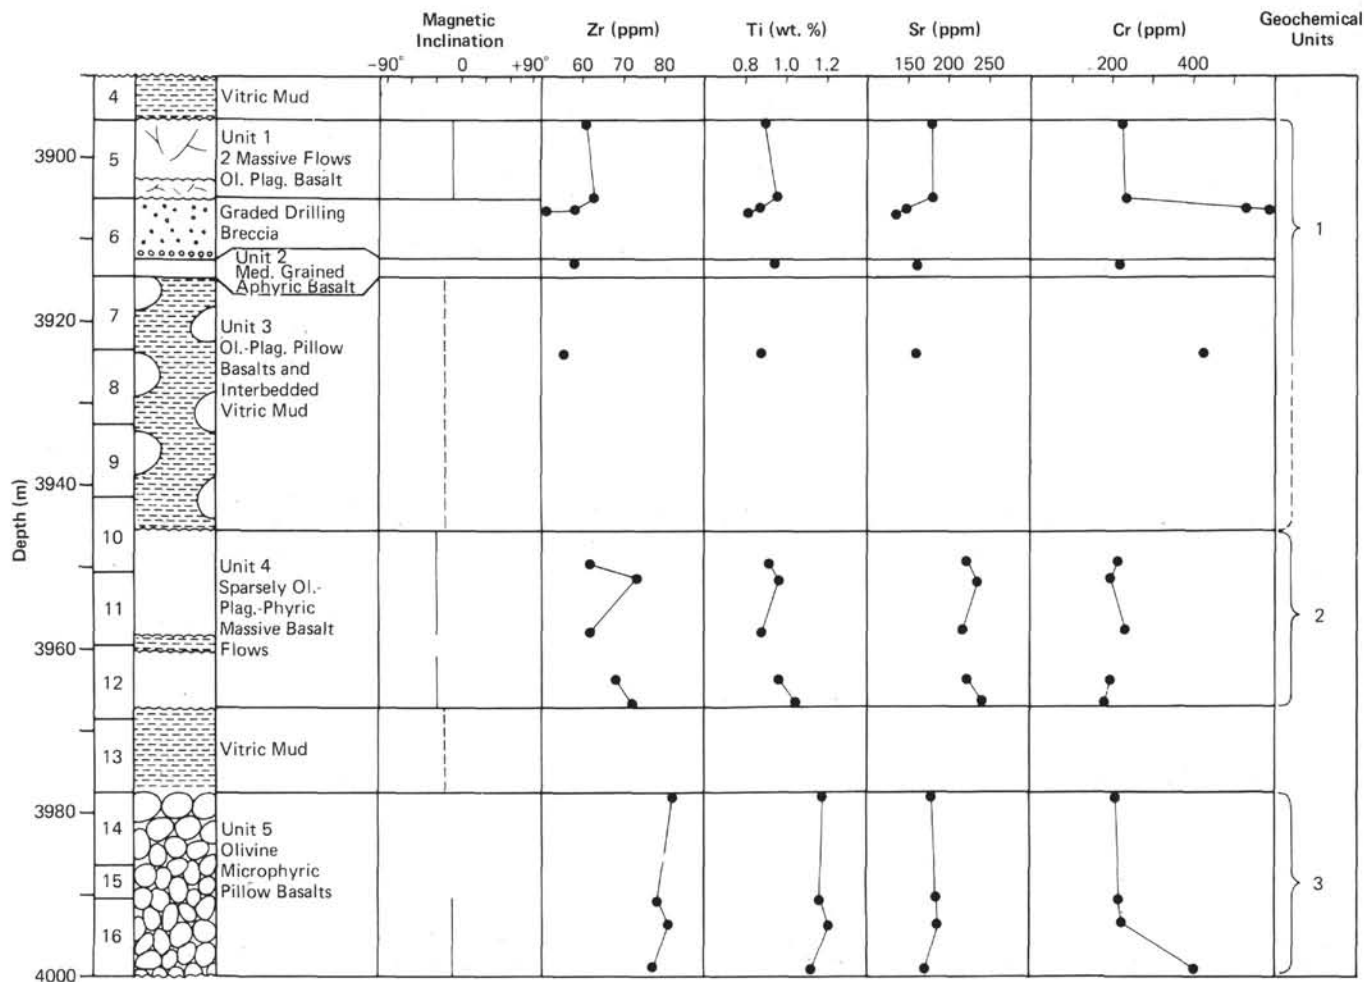 Magnetic Inclination
Zr (ppm)
Ti (wt. %)
Sr (ppm)
Cr (ppm)
Geochemical Units
−90° 0 +90°
60 70 80
0.8 1.0 1.2
150 200 250
200 400
Depth (m)
3900
3920
3940
3960
3980
4000
4
5
6
7
8
9
10
11
12
13
14
15
16
Vitric Mud
Unit 1
2 Massive Flows
Ol. Plag. Basalt
Graded Drilling
Breccia
Unit 2
Med. Grained
Aphyric Basalt
Unit 3
Ol.-Plag. Pillow
Basalts and
Interbedded
Vitric Mud
Unit 4
Sparsely Ol.-
Plag.-Phyric
Massive Basalt
Flows
Vitric Mud
Unit 5
Olivine
Microphyric
Pillow Basalts
1
2
3